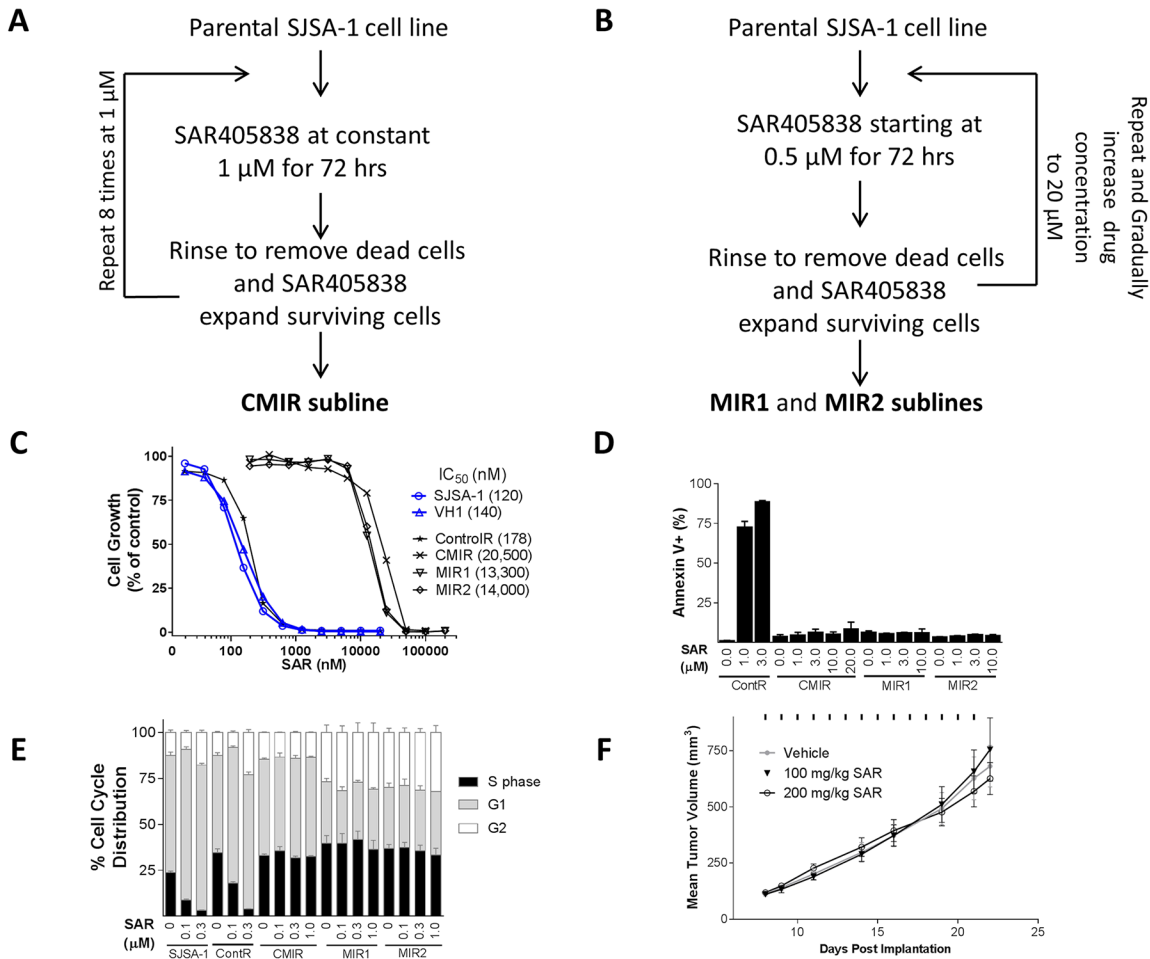 A
Parental SJSA-1 cell line
Repeat 8 times at 1 µM
SAR405838 at constant
1 µM for 72 hrs
Rinse to remove dead cells
and SAR405838
expand surviving cells
CMIR subline
B
Parental SJSA-1 cell line
SAR405838 starting at
0.5 µM for 72 hrs
Repeat and Gradually
increase drug
concentration
to 20 µM
Rinse to remove dead cells
and SAR405838
expand surviving cells
MIR1 and MIR2 sublines
C
Cell Growth
(% of control)
100
75
50
25
0
0 100 1000 10000 100000
SAR (nM)
IC50 (nM)
SJSA-1 (120)
VH1 (140)
ControlR (178)
CMIR (20,500)
MIR1 (13,300)
MIR2 (14,000)
D
Annexin V+ (%)
100
75
50
25
SAR
(µM)
0.0 1.0 3.0 0.0 1.0 3.0 10.0 20.0 0.0 1.0 3.0 10.0 0.0 1.0 3.0 10.0
ContR CMIR MIR1 MIR2
E
% Cell Cycle
Distribution
100
75
50
25
S phase
G1
G2
SAR
(µM)
0 0.1 0.3 0 0.1 0.3 0 0.1 0.3 1.0 0 0.1 0.3 1.0 0 0.1 0.3 1.0
SJSA-1 ContR CMIR MIR1 MIR2
F
Mean Tumor Volume (mm3)
750
500
250
0
Vehicle
100 mg/kg SAR
200 mg/kg SAR
10 15 20 25
Days Post Implantation